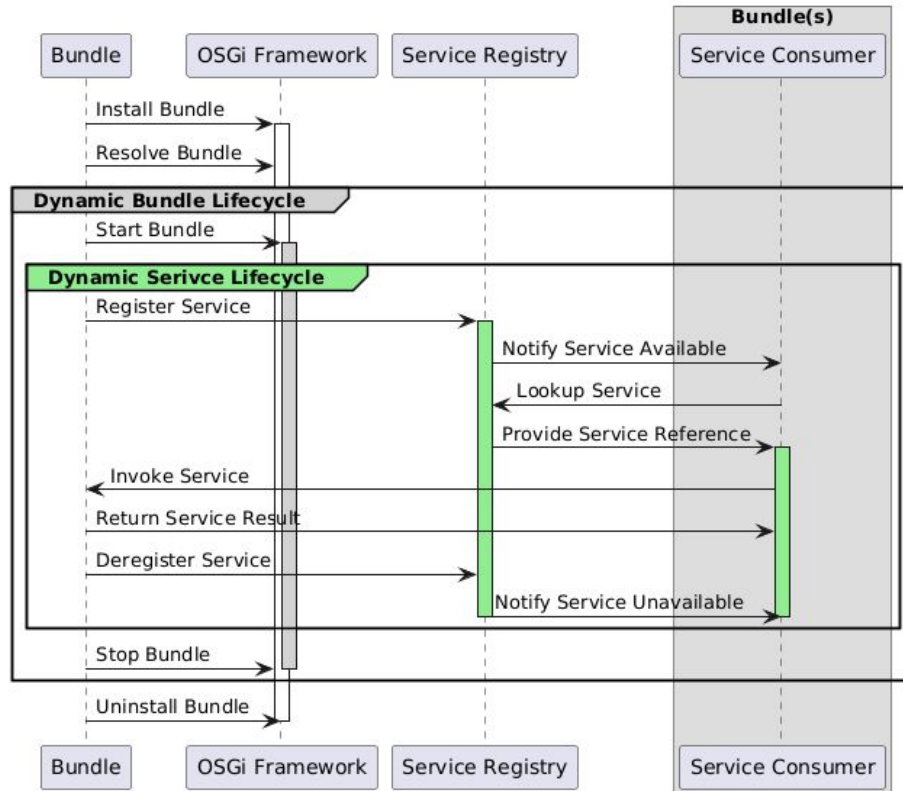 Bundle(s)
Bundle
OSGi Framework
Service Registry
Service Consumer
Install Bundle
Resolve Bundle
Dynamic Bundle Lifecycle
Start Bundle
Dynamic Serivce Lifecycle
Register Service
Notify Service Available
Lookup Service
Provide Service Reference
Invoke Service
Return Service Result
Deregister Service
Notify Service Unavailable
Stop Bundle
Uninstall Bundle
Bundle
OSGi Framework
Service Registry
Service Consumer